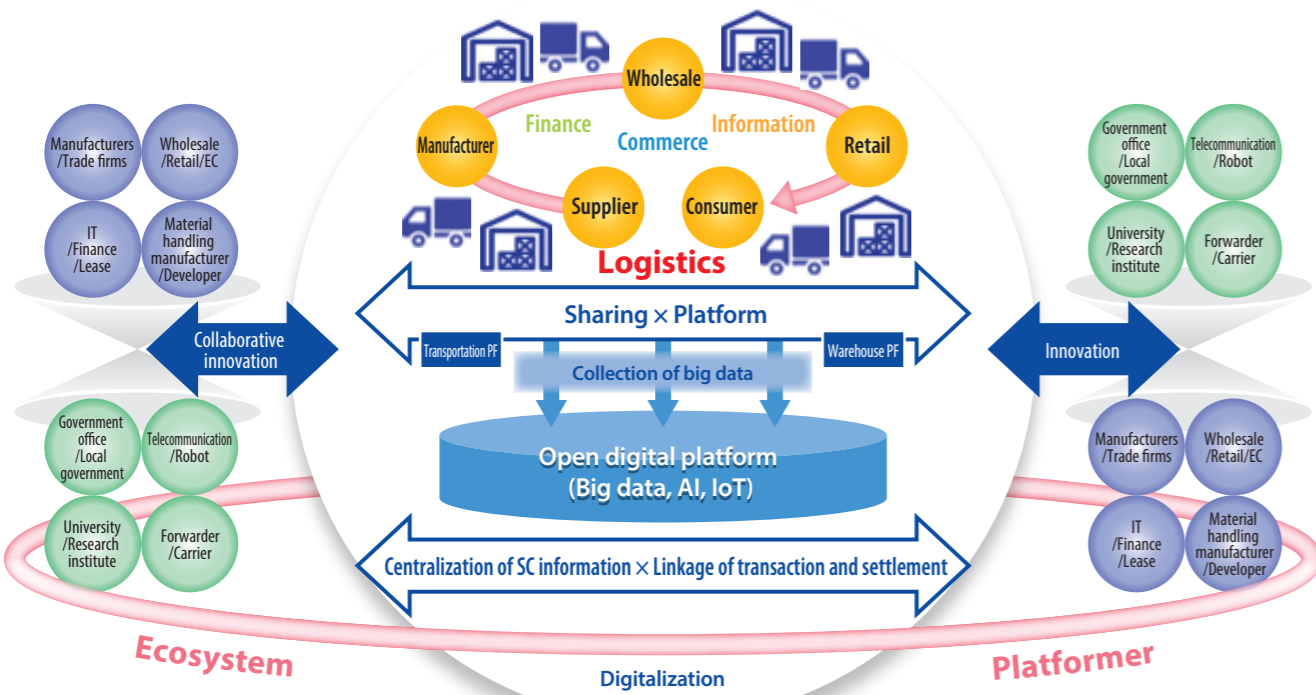 Wholesale
Finance
Information
Commerce
Manufacturer
Retail
Supplier
Consumer
Logistics
Manufacturers
/Trade firms
Wholesale
/Retail/EC
IT
/Finance
/Lease
Material
handling
manufacturer
/Developer
Collaborative
innovation
Government
office
/Local
government
Telecommunication
/Robot
University
/Research
institute
Forwarder
/Carrier
Sharing × Platform
Transportation PF
Warehouse PF
Collection of big data
Open digital platform
(Big data, AI, IoT)
Centralization of SC information × Linkage of transaction and settlement
Government
office
/Local
government
Telecommunication
/Robot
University
/Research
institute
Forwarder
/Carrier
Innovation
Manufacturers
/Trade firms
Wholesale
/Retail/EC
IT
/Finance
/Lease
Material
handling
manufacturer
/Developer
Ecosystem
Platformer
Digitalization